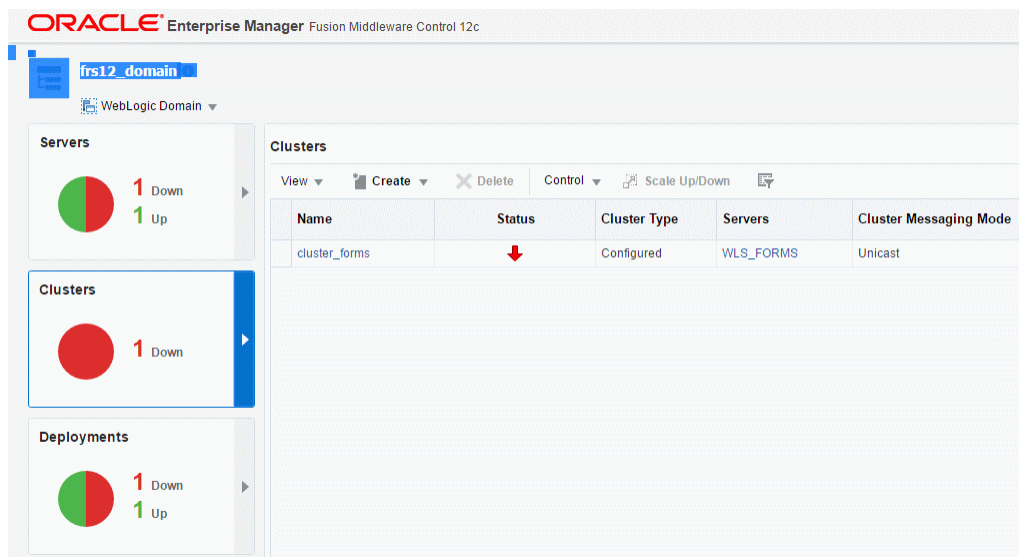 ORACLE® Enterprise Manager Fusion Middleware Control 12c
frs12_domain
WebLogic Domain
Servers
1 Down
1 Up
Clusters
1 Down
Deployments
1 Down
1 Up
Clusters
View Create Delete Control Scale Up/Down
Name Status Cluster Type Servers Cluster Messaging Mode
cluster_forms Configured WLS_FORMS Unicast